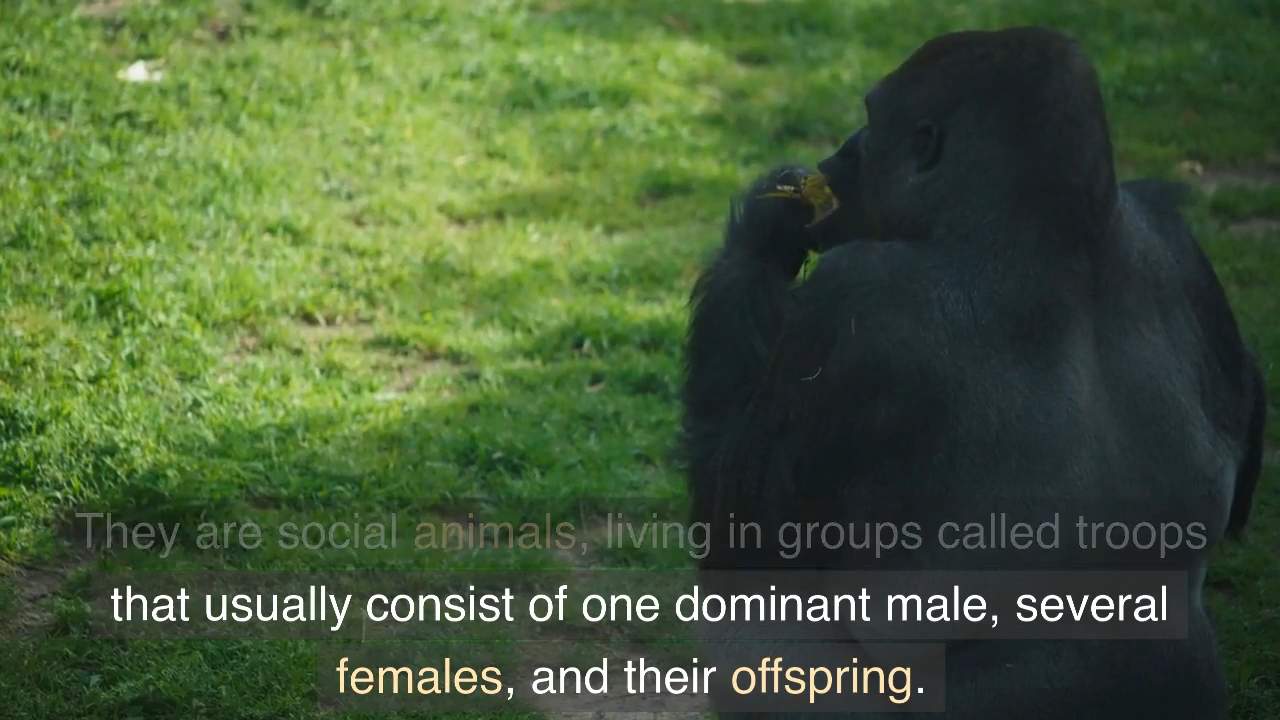 They are social animals, living in groups called troops
that usually consist of one dominant male, several
females, and their offspring.